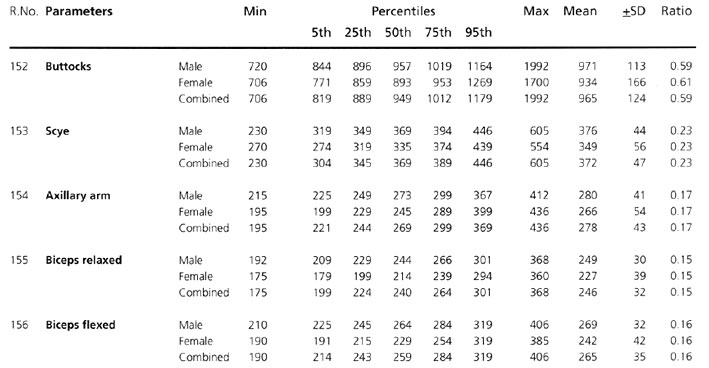 R.No. Parameters Min Percentiles Max Mean ±SD Ratio
5th 25th 50th 75th 95th
152 Buttocks Male 720 844 896 957 1019 1164 1992 971 113 0.59
Female 706 771 859 893 953 1269 1700 934 166 0.61
Combined 706 819 889 949 1012 1179 1992 965 124 0.59
153 Scye Male 230 319 349 369 394 446 605 376 44 0.23
Female 270 274 319 335 374 439 554 349 56 0.23
Combined 230 304 345 369 389 446 605 372 47 0.23
154 Axillary arm Male 215 225 249 273 299 367 412 280 41 0.17
Female 195 199 229 245 289 399 436 266 54 0.17
Combined 195 221 244 269 299 369 436 278 43 0.17
155 Biceps relaxed Male 192 209 229 244 266 301 368 249 30 0.15
Female 175 179 199 214 239 294 360 227 39 0.15
Combined 175 199 224 240 264 301 368 246 32 0.15
156 Biceps flexed Male 210 225 245 264 284 319 406 269 32 0.16
Female 190 191 215 229 254 319 385 242 42 0.16
Combined 190 214 243 259 284 319 406 265 35 0.16